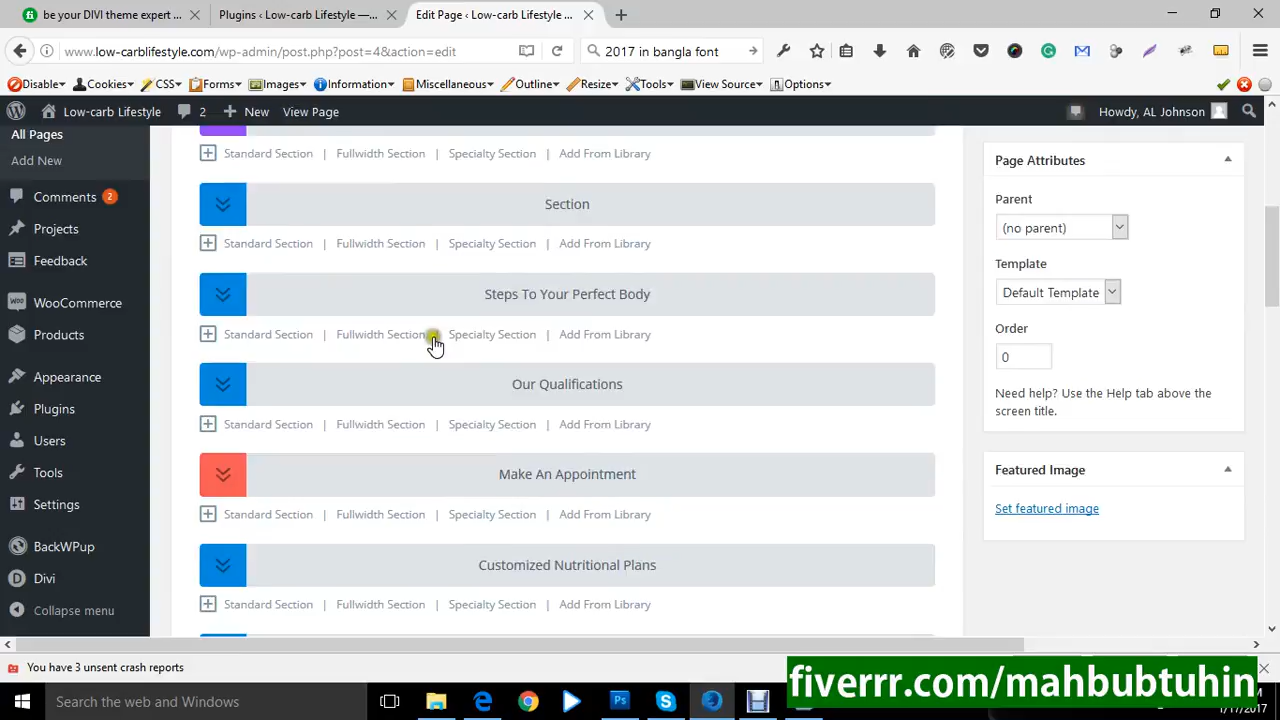 be your DIVI theme expert ...
Plugins ‹ Low-carb Lifestyle —...
Edit Page ‹ Low-carb Lifestyle ...
www.low-carblifestyle.com/wp-admin/post.php?post=4&action=edit
2017 in bangla font
Disable
Cookies
CSS
Forms
Images
Information
Miscellaneous
Outline
Resize
Tools
View Source
Options
Low-carb Lifestyle
2
New
View Page
Howdy, AL Johnson
All Pages
Add New
Comments 2
Projects
Feedback
WooCommerce
Products
Appearance
Plugins
Users
Tools
Settings
BackWPup
Divi
Collapse menu
Standard Section | Fullwidth Section | Specialty Section | Add From Library
Section
Standard Section | Fullwidth Section | Specialty Section | Add From Library
Steps To Your Perfect Body
Standard Section | Fullwidth Section | Specialty Section | Add From Library
Our Qualifications
Standard Section | Fullwidth Section | Specialty Section | Add From Library
Make An Appointment
Standard Section | Fullwidth Section | Specialty Section | Add From Library
Customized Nutritional Plans
Standard Section | Fullwidth Section | Specialty Section | Add From Library
Page Attributes
Parent
(no parent)
Template
Default Template
Order
0
Need help? Use the Help tab above the
screen title.
Featured Image
Set featured image
You have 3 unsent crash reports
fiverrr.com/mahbubtuhin
Search the web and Windows
1/17/2017